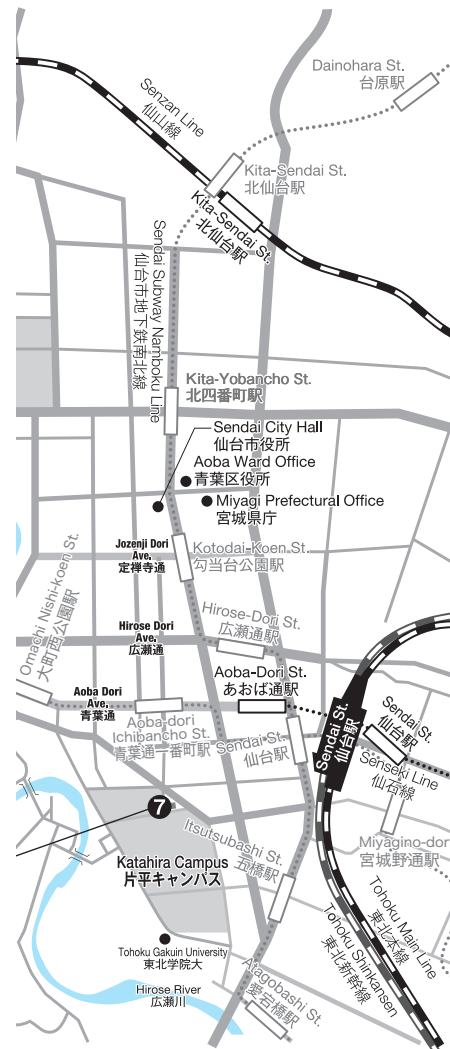 Dainohara St.
台原駅
Senzan Line
仙山線
Kita-Sendai St.
北仙台駅
Kita-Sendai St.
北仙台駅
Sendai Subway Namboku Line
仙台市地下鉄南北線
Kita-Yobancho St.
北四番町駅
Sendai City Hall
仙台市役所
Aoba Ward Office
青葉区役所
Miyagi Prefectural Office
宮城県庁
Jozenji Dori
Ave.
定禅寺通
Kotodai-Koen St.
勾当台公園駅
Omachi Nishi-koen St.
大町西公園駅
Hirose Dori
Ave.
広瀬通
Hirose-Dori St.
広瀬通駅
Aoba-Dori St.
あおば通駅
Aoba Dori
Ave.
青葉通
Aoba-dori
Ichibancho St.
青葉通一番町駅
Sendai St.
仙台駅
Sendai St.
仙台駅
Sendai St.
仙台駅
Senseki Line
仙石線
7
Itsutsubashi St.
五橋駅
Miyagino-dor
宮城野通駅
Katahira Campus
片平キャンパス
Tohoku Main Line
東北本線
Tohoku Shinkansen
東北新幹線
Tohoku Gakuin University
東北学院大
Atagobashi St.
愛宕橋駅
Hirose River
広瀬川